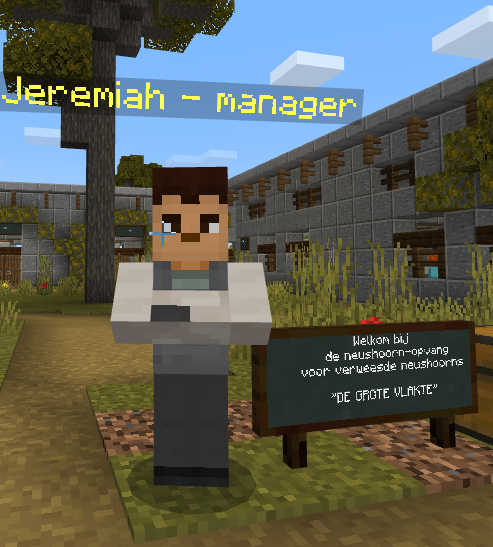 Jeremiah - manager
Welkom bij
de neushoorn-opvang
voor verweesde neushoorns
"DE GROTE VLAKTE"